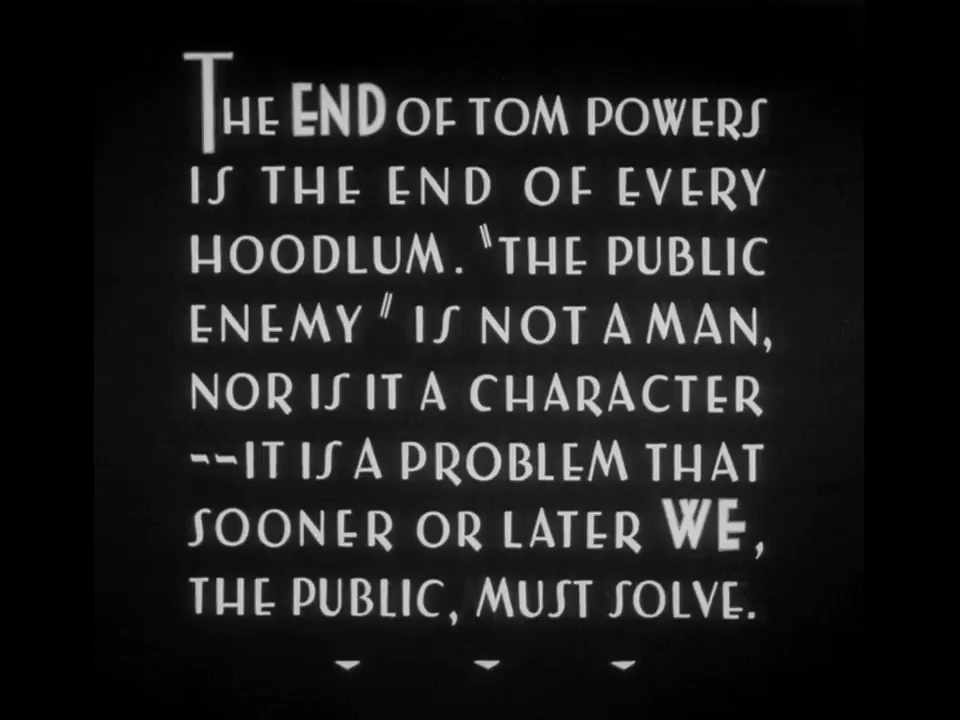 THE END OF TOM POWERS
IS THE END OF EVERY
HOODLUM. "THE PUBLIC
ENEMY" IS NOT A MAN,
NOR IS IT A CHARACTER
--IT IS A PROBLEM THAT
SOONER OR LATER WE,
THE PUBLIC, MUST SOLVE.